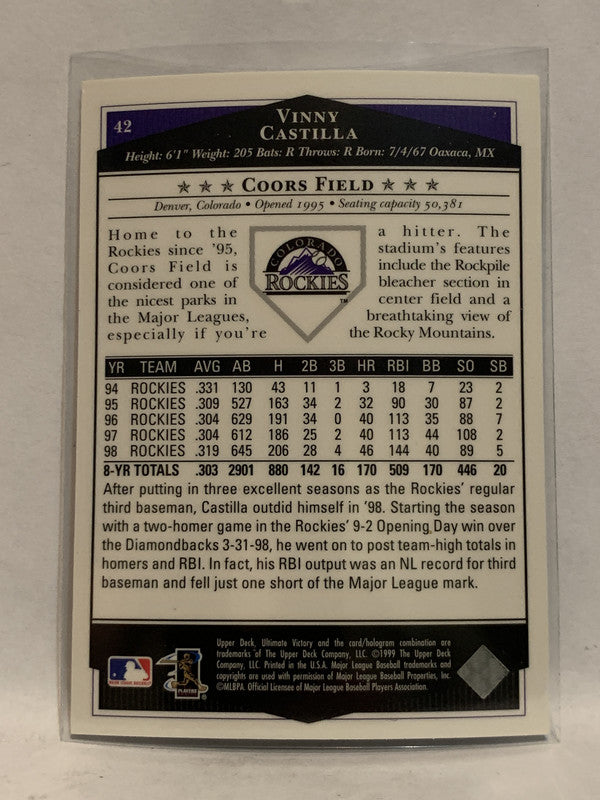 42
VINNY
CASTILLA
Height: 6'1" Weight: 205 Bats: R Throws: R Born: 7/4/67 Oaxaca, MX
COORS FIELD
Denver, Colorado • Opened 1995 • Seating capacity 50,381
Home to the
Rockies since '95,
Coors Field is
considered one of
the nicest parks in
the Major Leagues,
especially if you're
COLORADO
ROCKIES
TM
a hitter. The
stadium's features
include the Rockpile
bleacher section in
center field and a
breathtaking view of
the Rocky Mountains.
YR TEAM AVG AB H 2B 3B HR RBI BB SO SB
94 ROCKIES .331 130 43 11 1 3 18 7 23 2
95 ROCKIES .309 527 163 34 2 32 90 30 87 2
96 ROCKIES .304 629 191 34 0 40 113 35 88 7
97 ROCKIES .304 612 186 25 2 40 113 44 108 2
98 ROCKIES .319 645 206 28 4 46 144 40 89 5
8-YR TOTALS .303 2901 880 142 16 170 509 170 446 20
After putting in three excellent seasons as the Rockies' regular
third baseman, Castilla outdid himself in '98. Starting the season
with a two-homer game in the Rockies' 9-2 Opening Day win over
the Diamondbacks 3-31-98, he went on to post team-high totals in
homers and RBI. In fact, his RBI output was an NL record for third
baseman and fell just one short of the Major League mark.
Upper Deck, Ultimate Victory and the card/hologram combination are
trademarks of The Upper Deck Company, LLC. ©1999 The Upper Deck
Company, LLC. Printed in the U.S.A. Major League Baseball trademarks and
copyrights are used with permission of Major League Baseball Properties, Inc.
©MLBPA. Official Licensee of Major League Baseball Players Association.